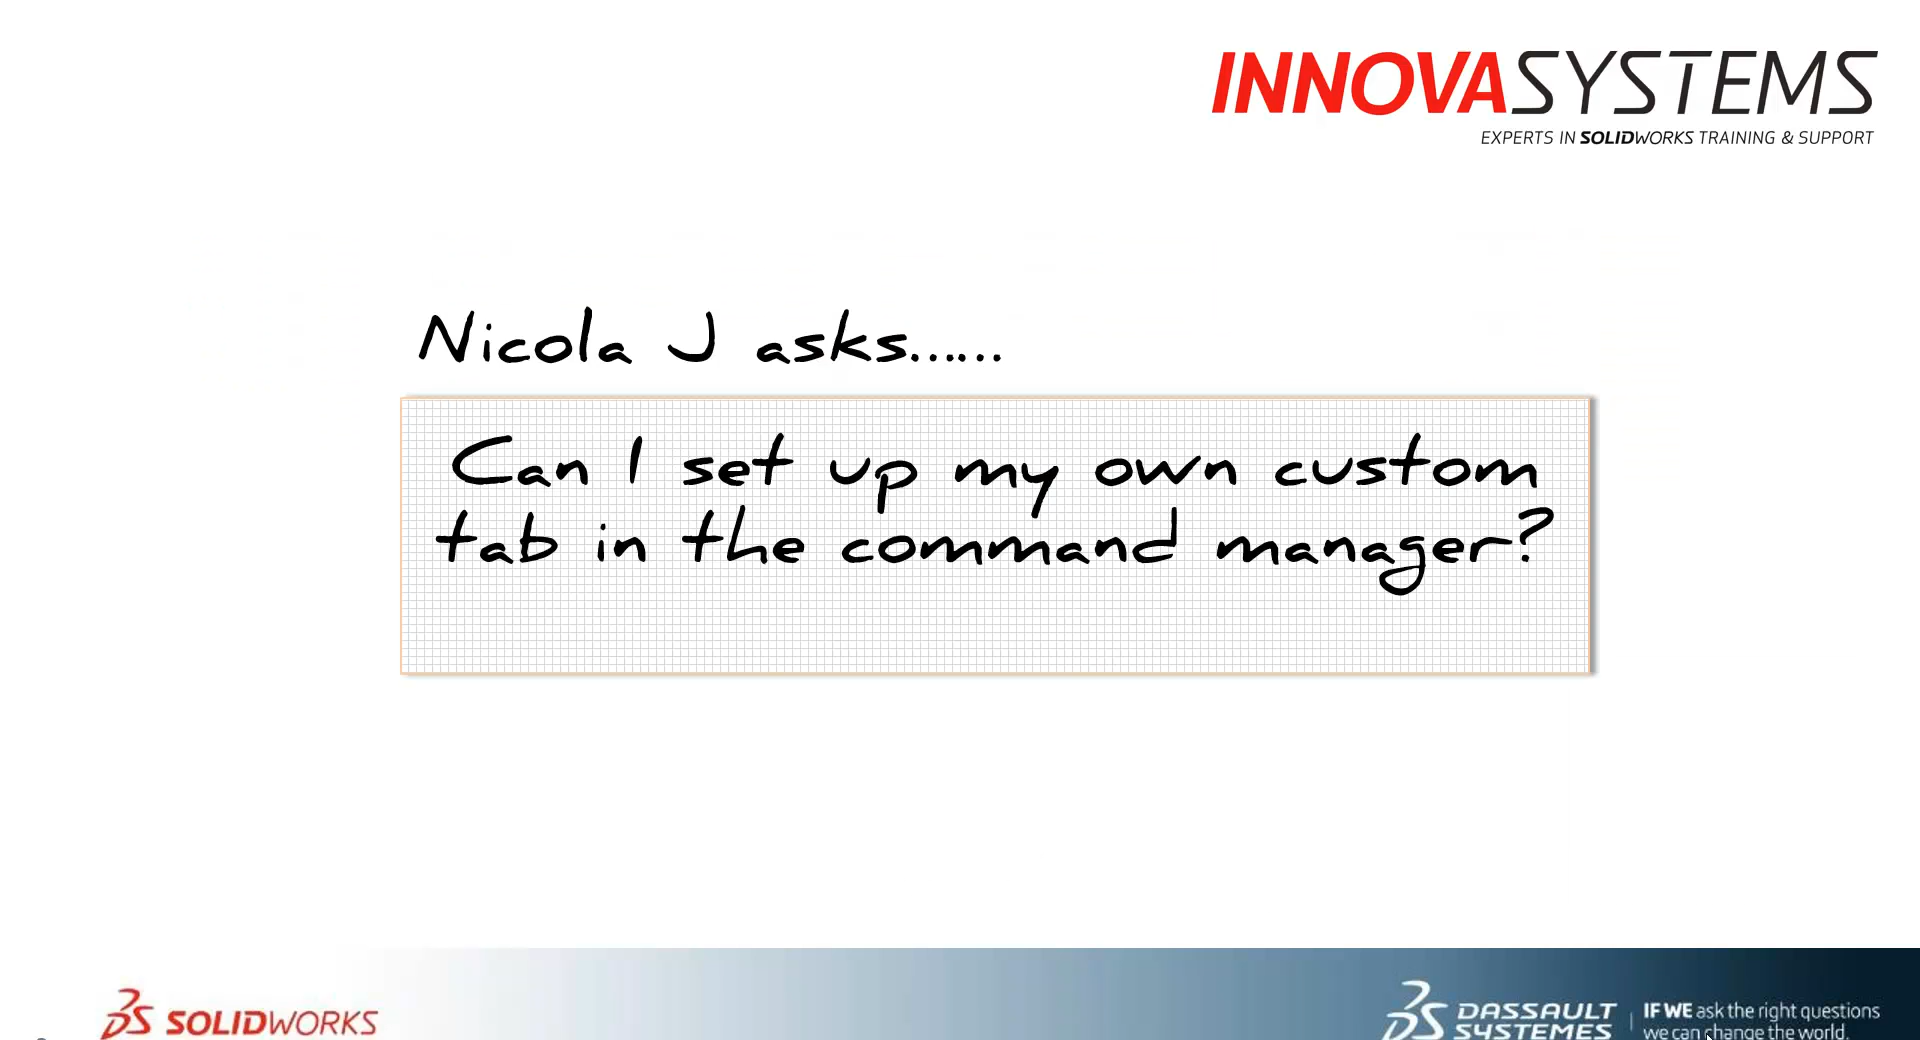 INNOVASYSTEMS
EXPERTS IN SOLIDWORKS TRAINING & SUPPORT
Nicola J asks......
Can I set up my own custom
tab in the command manager?
SOLIDWORKS
DASSAULT
SYSTEMES
IF WE ask the right questions
we can change the world.